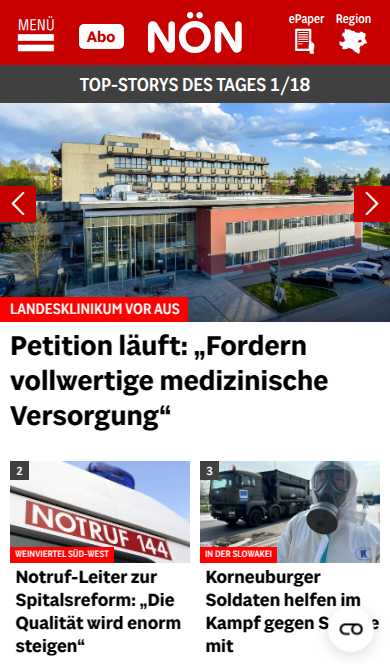 MENÜ
Abo
NÖN
ePaper
Region
TOP-STORYS DES TAGES 1/18
LANDESKLINIKUM VOR AUS
Petition läuft: „Fordern
vollwertige medizinische
Versorgung“
2
NOTRUF 144
WEINVIERTEL SÜD-WEST
Notruf-Leiter zur
Spitalsreform: „Die
Qualität wird enorm
steigen“
3
IN DER SLOWAKEI
Korneuburger
Soldaten helfen im
Kampf gegen
mit